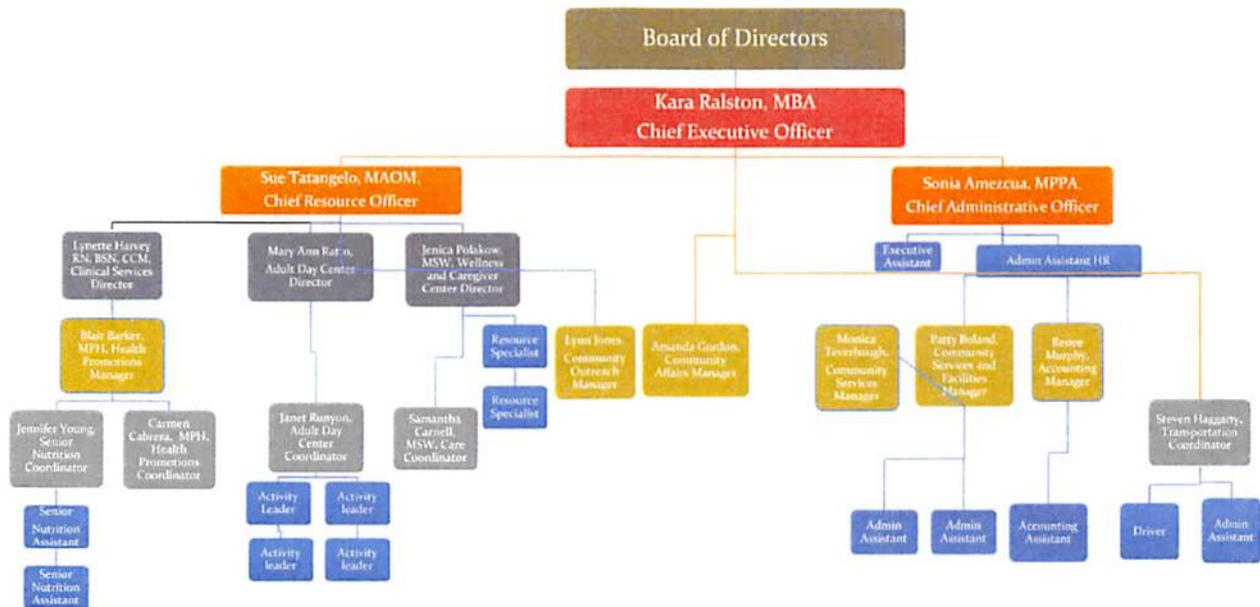 Board of Directors
Kara Ralston, MBA
Chief Executive Officer
Sue Tatangelo, MAOM,
Chief Resource Officer
Sonia Amezcua, MPPA,
Chief Administrative Officer
Lynette Harvey
RN, BSN, CCM,
Clinical Services
Director
Mary Ann Ratto,
Adult Day Center
Director
Jenica Polakow,
MSW, Wellness
and Caregiver
Center Director
Executive
Assistant
Admin Assistant HR
Blair Barker,
MPH, Health
Promotions
Manager
Resource
Specialist
Resource
Specialist
Lynn Jones,
Community
Outreach
Manager
Amanda Gordon,
Community
Affairs Manager
Monica
Teverbaugh,
Community
Services
Manager
Patty Boland,
Community
Services and
Facilities
Manager
Renee
Murphy,
Accounting
Manager
Jennifer Young,
Senior
Nutrition
Coordinator
Carmen
Cabrera, MPH,
Health
Promotions
Coordinator
Janet Runyon,
Adult Day
Center
Coordinator
Samantha
Carnell,
MSW, Care
Coordinator
Steven Haggarty,
Transportation
Coordinator
Senior
Nutrition
Assistant
Senior
Nutrition
Assistant
Activity
Leader
Activity
leader
Activity
leader
Activity
leader
Admin
Assistant
Admin
Assistant
Accounting
Assistant
Driver
Admin
Assistant